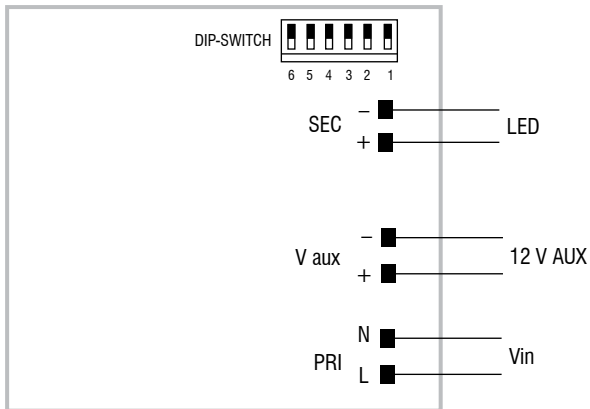 DIP-SWITCH
6 5 4 3 2 1
SEC
−
+
LED
V aux
−
+
12 V AUX
PRI
N
L
Vin